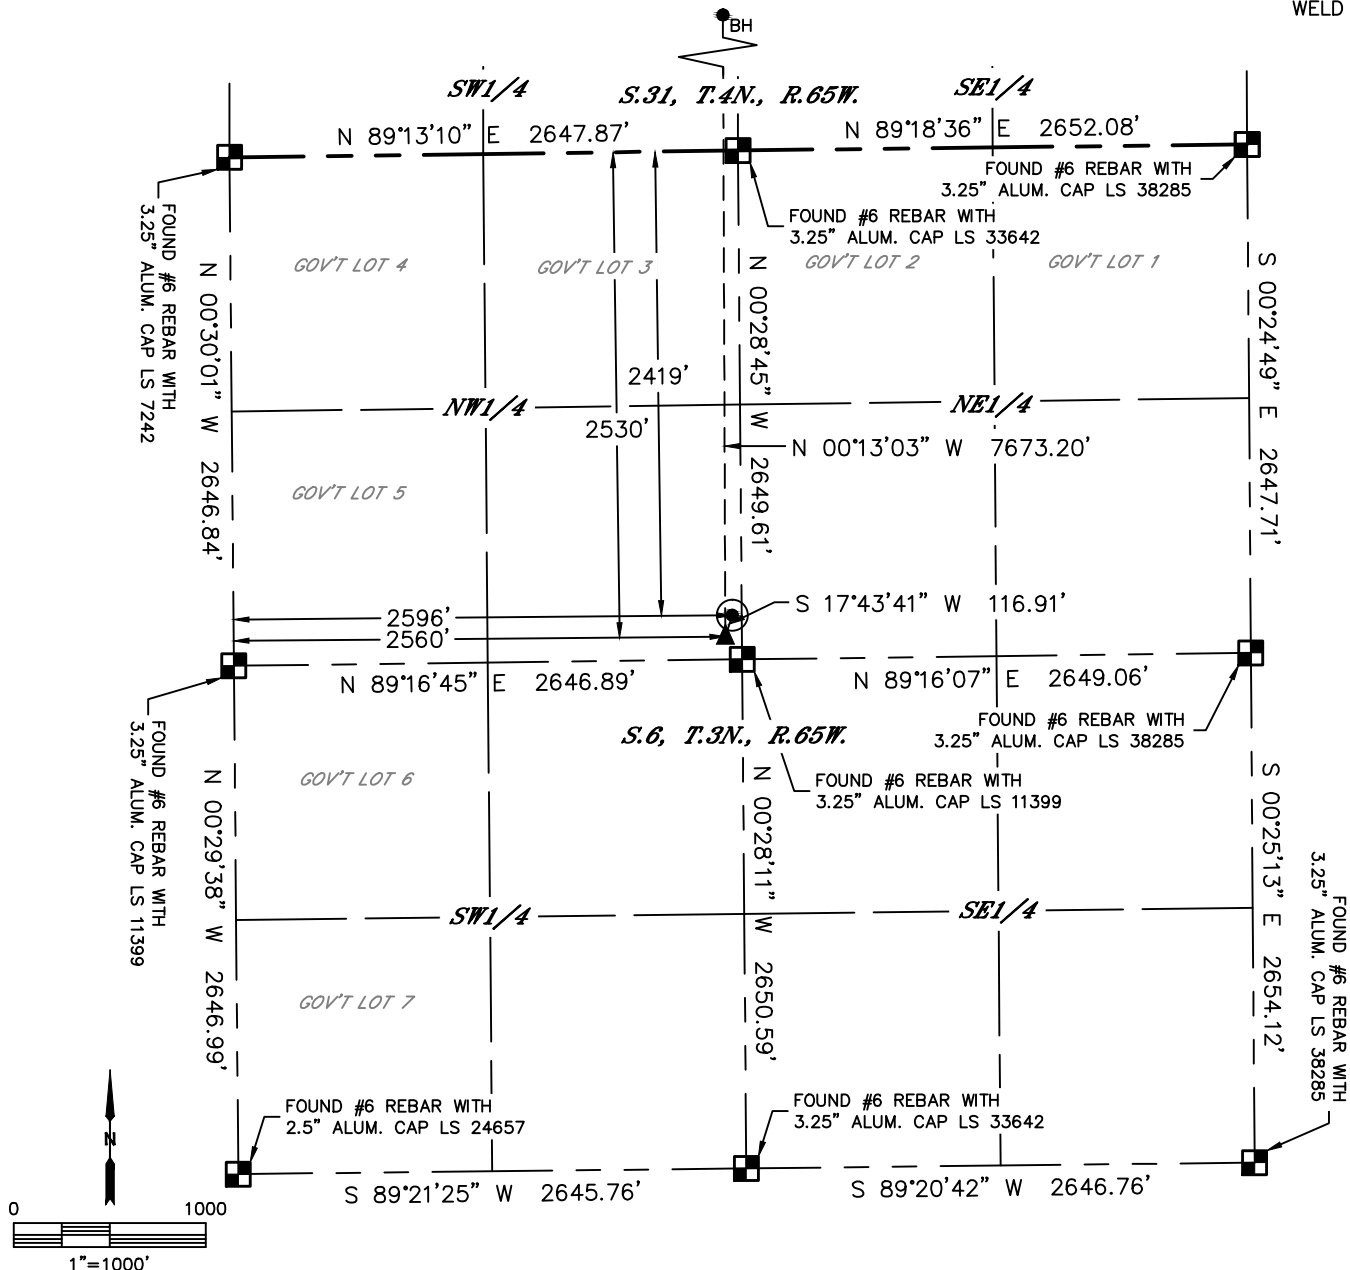 WELD
BH
SW1/4
S.31, T.4N., R.65W.
SE1/4
N 89°13'10" E 2647.87'
N 89°18'36" E 2652.08'
FOUND #6 REBAR WITH
3.25" ALUM. CAP LS 38285
FOUND #6 REBAR WITH
3.25" ALUM. CAP LS 33642
FOUND #6 REBAR WITH
3.25" ALUM. CAP LS 7242
GOV'T LOT 4
GOV'T LOT 3
GOV'T LOT 2
GOV'T LOT 1
N 00°30'01" W 2646.84'
N 00°28'45" W 2649.61'
S 00°24'49" E 2647.71'
2419'
NW1/4
NE1/4
2530'
N 00°13'03" W 7673.20'
GOV'T LOT 5
S 17°43'41" W 116.91'
2596'
2560'
N 89°16'45" E 2646.89'
N 89°16'07" E 2649.06'
FOUND #6 REBAR WITH
3.25" ALUM. CAP LS 11399
S.6, T.3N., R.65W.
FOUND #6 REBAR WITH
3.25" ALUM. CAP LS 38285
FOUND #6 REBAR WITH
3.25" ALUM. CAP LS 11399
GOV'T LOT 6
N 00°29'38" W 2646.99'
N 00°28'11" W 2650.59'
S 00°25'13" E 2654.12'
FOUND #6 REBAR WITH
3.25" ALUM. CAP LS 38285
SW1/4
SE1/4
GOV'T LOT 7
FOUND #6 REBAR WITH
2.5" ALUM. CAP LS 24657
FOUND #6 REBAR WITH
3.25" ALUM. CAP LS 33642
N
S 89°21'25" W 2645.76'
S 89°20'42" W 2646.76'
0 1000
1"=1000'